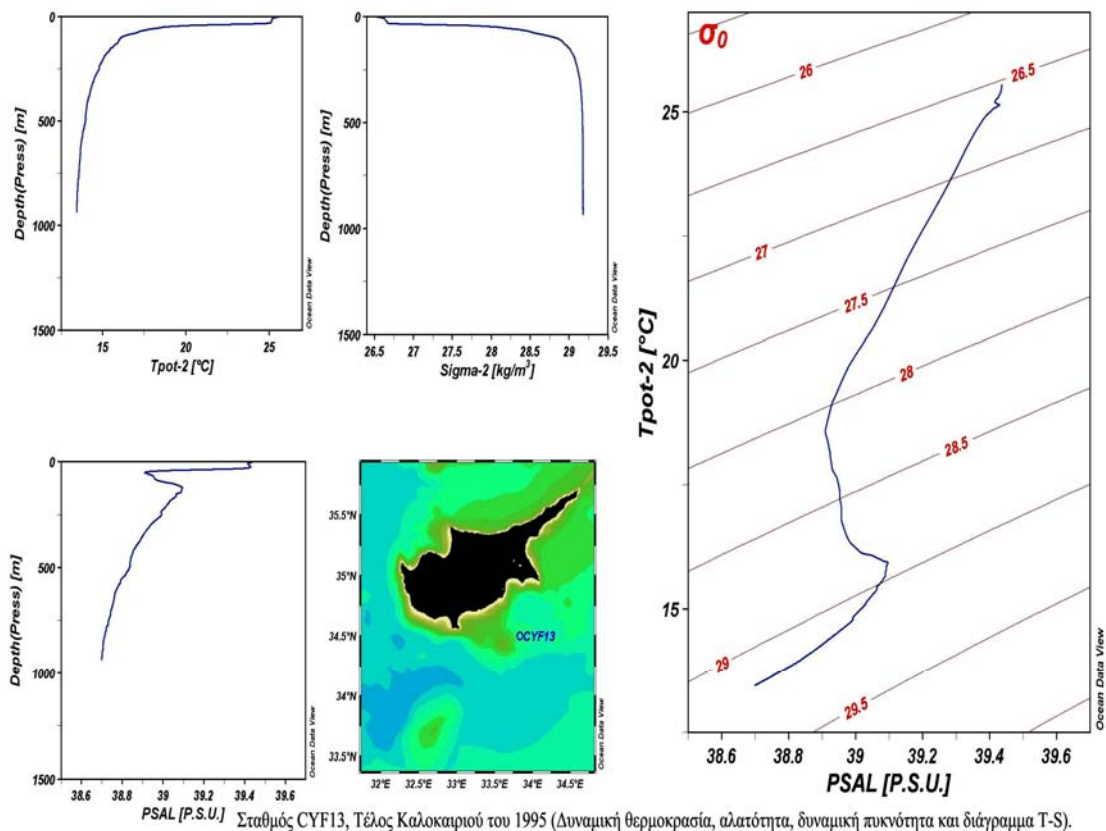 0
500
1000
1500
Depth(Press) [m]
15 20 25
Tpot-2 [°C]
Ocean Data View
0
500
1000
1500
Depth(Press) [m]
26.5 27 27.5 28 28.5 29 29.5
Sigma-2 [kg/m³]
Ocean Data View
σ0
26
26.5
27
27.5
28
28.5
29
29.5
25
20
15
Tpot-2 [°C]
38.6 38.8 39 39.2 39.4 39.6
PSAL [P.S.U.]
Ocean Data View
0
500
1000
1500
Depth(Press) [m]
38.6 38.8 39 39.2 39.4 39.6
PSAL [P.S.U.]
Ocean Data View
35.5°N
35°N
34.5°N
34°N
33.5°N
OCYF13
32°E 32.5°E 33°E 33.5°E 34°E 34.5°E
Ocean Data View
Σταθμός CYF13, Τέλος Καλοκαιριού του 1995 (Δυναμική θερμοκρασία, αλατότητα, δυναμική πυκνότητα και διάγραμμα T-S).